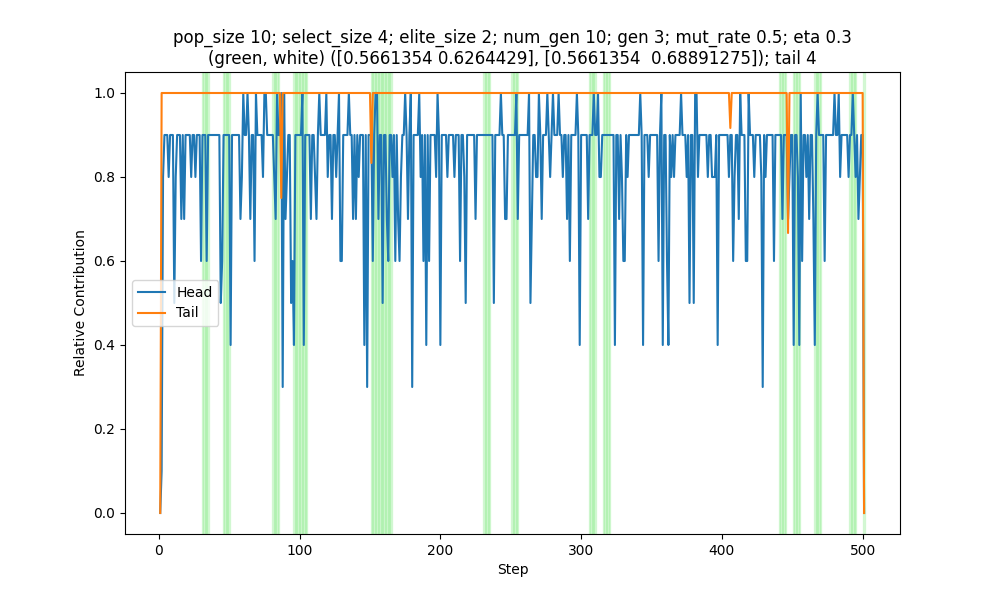 pop_size 10; select_size 4; elite_size 2; num_gen 10; gen 3; mut_rate 0.5; eta 0.3
(green, white) ([0.5661354 0.6264429], [0.5661354  0.68891275]); tail 4
1.0
0.8
0.6
0.4
0.2
0.0
Relative Contribution
Head
Tail
0
100
200
300
400
500
Step